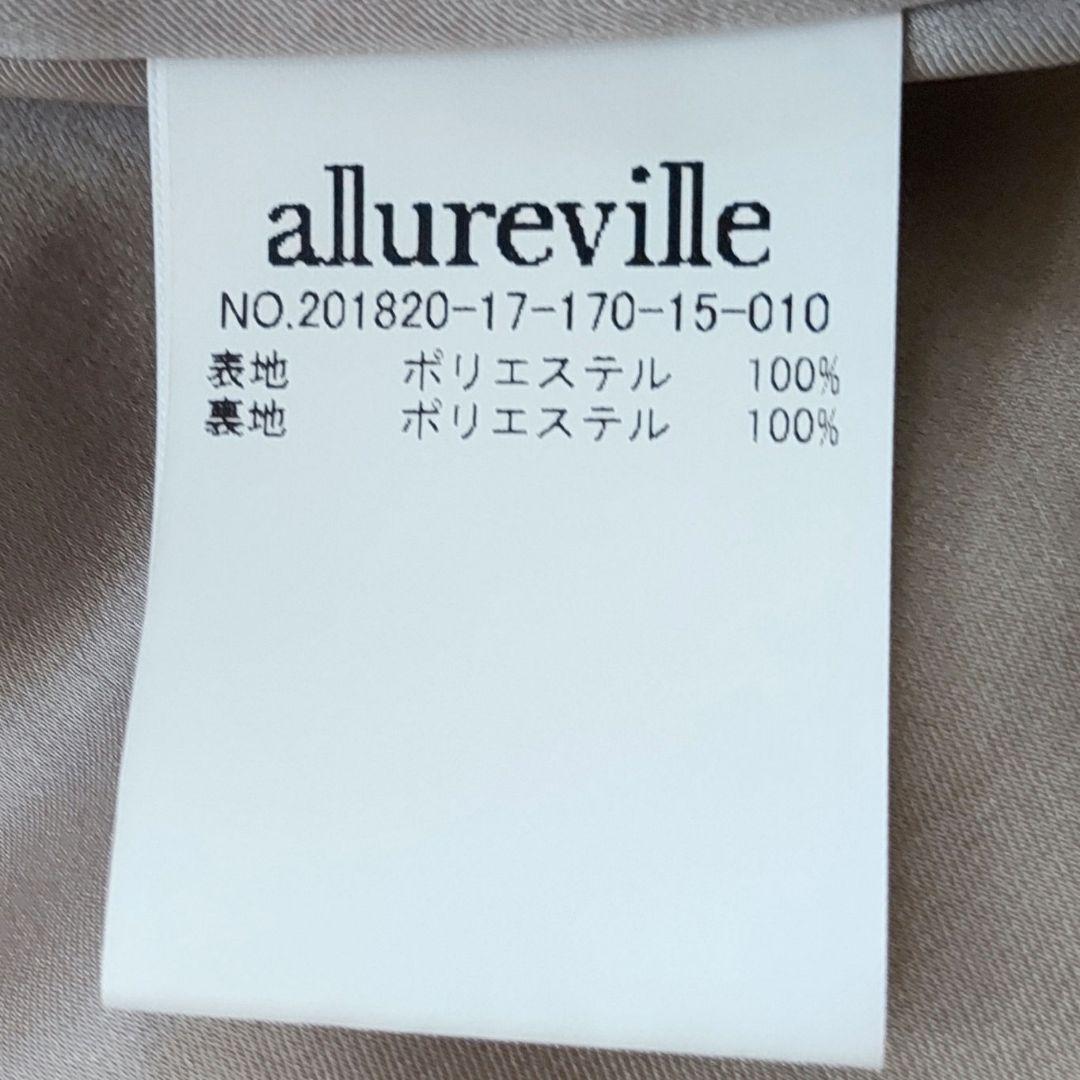 allureville
NO.201820-17-170-15-010
表地 ポリエステル 100%
裏地 ポリエステル 100%